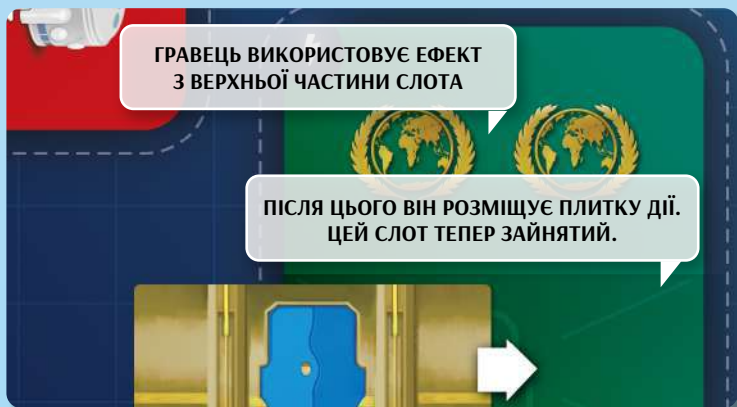 ГРАВЕЦЬ ВИКОРИСТОВУЄ ЕФЕКТ
З ВЕРХНЬОЇ ЧАСТИНИ СЛОТА
ПІСЛЯ ЦЬОГО ВІН РОЗМІЩУЄ ПЛИТКУ ДІЇ.
ЦЕЙ СЛОТ ТЕПЕР ЗАЙНЯТИЙ.